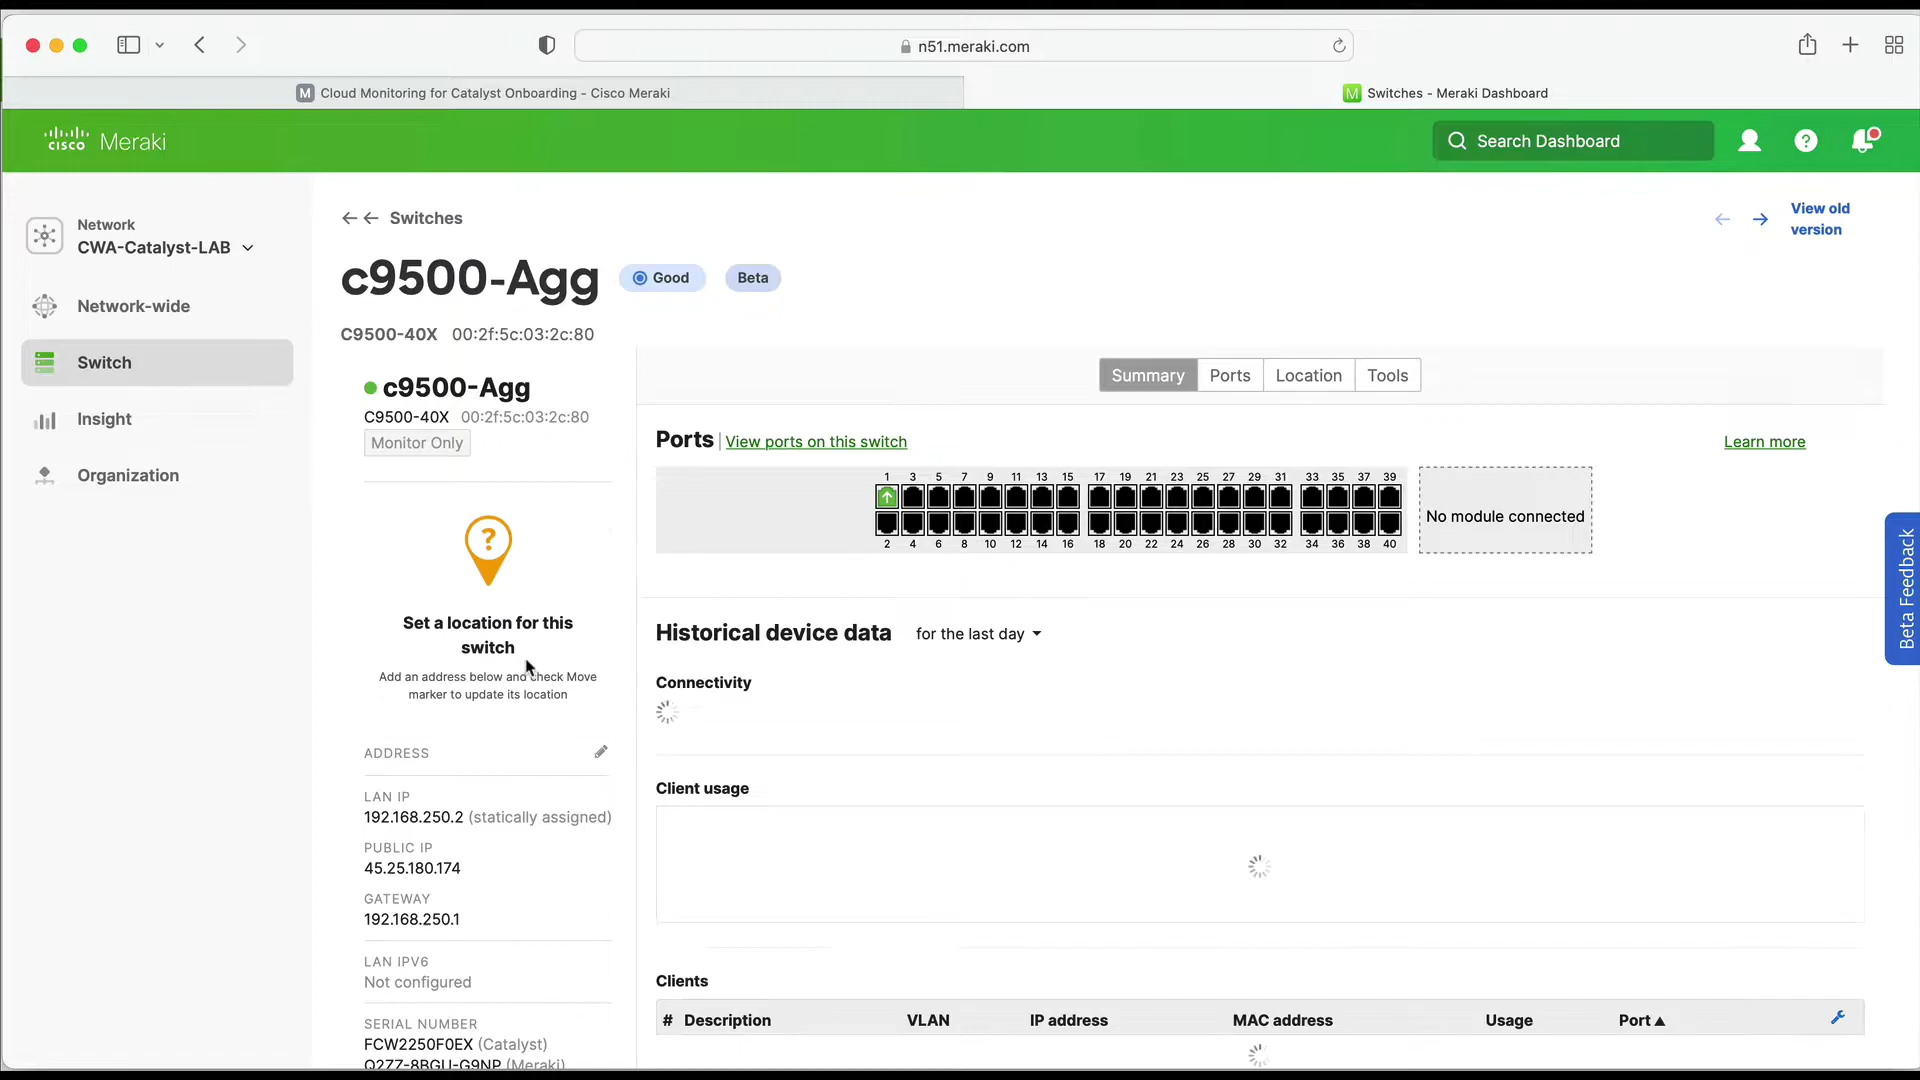 n51.meraki.com
M Cloud Monitoring for Catalyst Onboarding - Cisco Meraki
M Switches - Meraki Dashboard
cisco Meraki
Search Dashboard
?
Network
CWA-Catalyst-LAB
Network-wide
Switch
Insight
Organization
Switches
View old
version
c9500-Agg Good Beta
C9500-40X 00:2f:5c:03:2c:80
c9500-Agg
C9500-40X 00:2f:5c:03:2c:80
Monitor Only
?
Set a location for this
switch
Add an address below and check Move
marker to update its location
ADDRESS
LAN IP
192.168.250.2 (statically assigned)
PUBLIC IP
45.25.180.174
GATEWAY
192.168.250.1
LAN IPV6
Not configured
SERIAL NUMBER
FCW2250F0EX (Catalyst)
Q2ZZ-8BGU-G9NP (Meraki)
Summary Ports Location Tools
Ports | View ports on this switch
Learn more
1 3 5 7 9 11 13 15 17 19 21 23 25 27 29 31 33 35 37 39
2 4 6 8 10 12 14 16 18 20 22 24 26 28 30 32 34 36 38 40
No module connected
Historical device data for the last day
Connectivity
Client usage
Clients
# Description VLAN IP address MAC address Usage Port▲
Beta Feedback